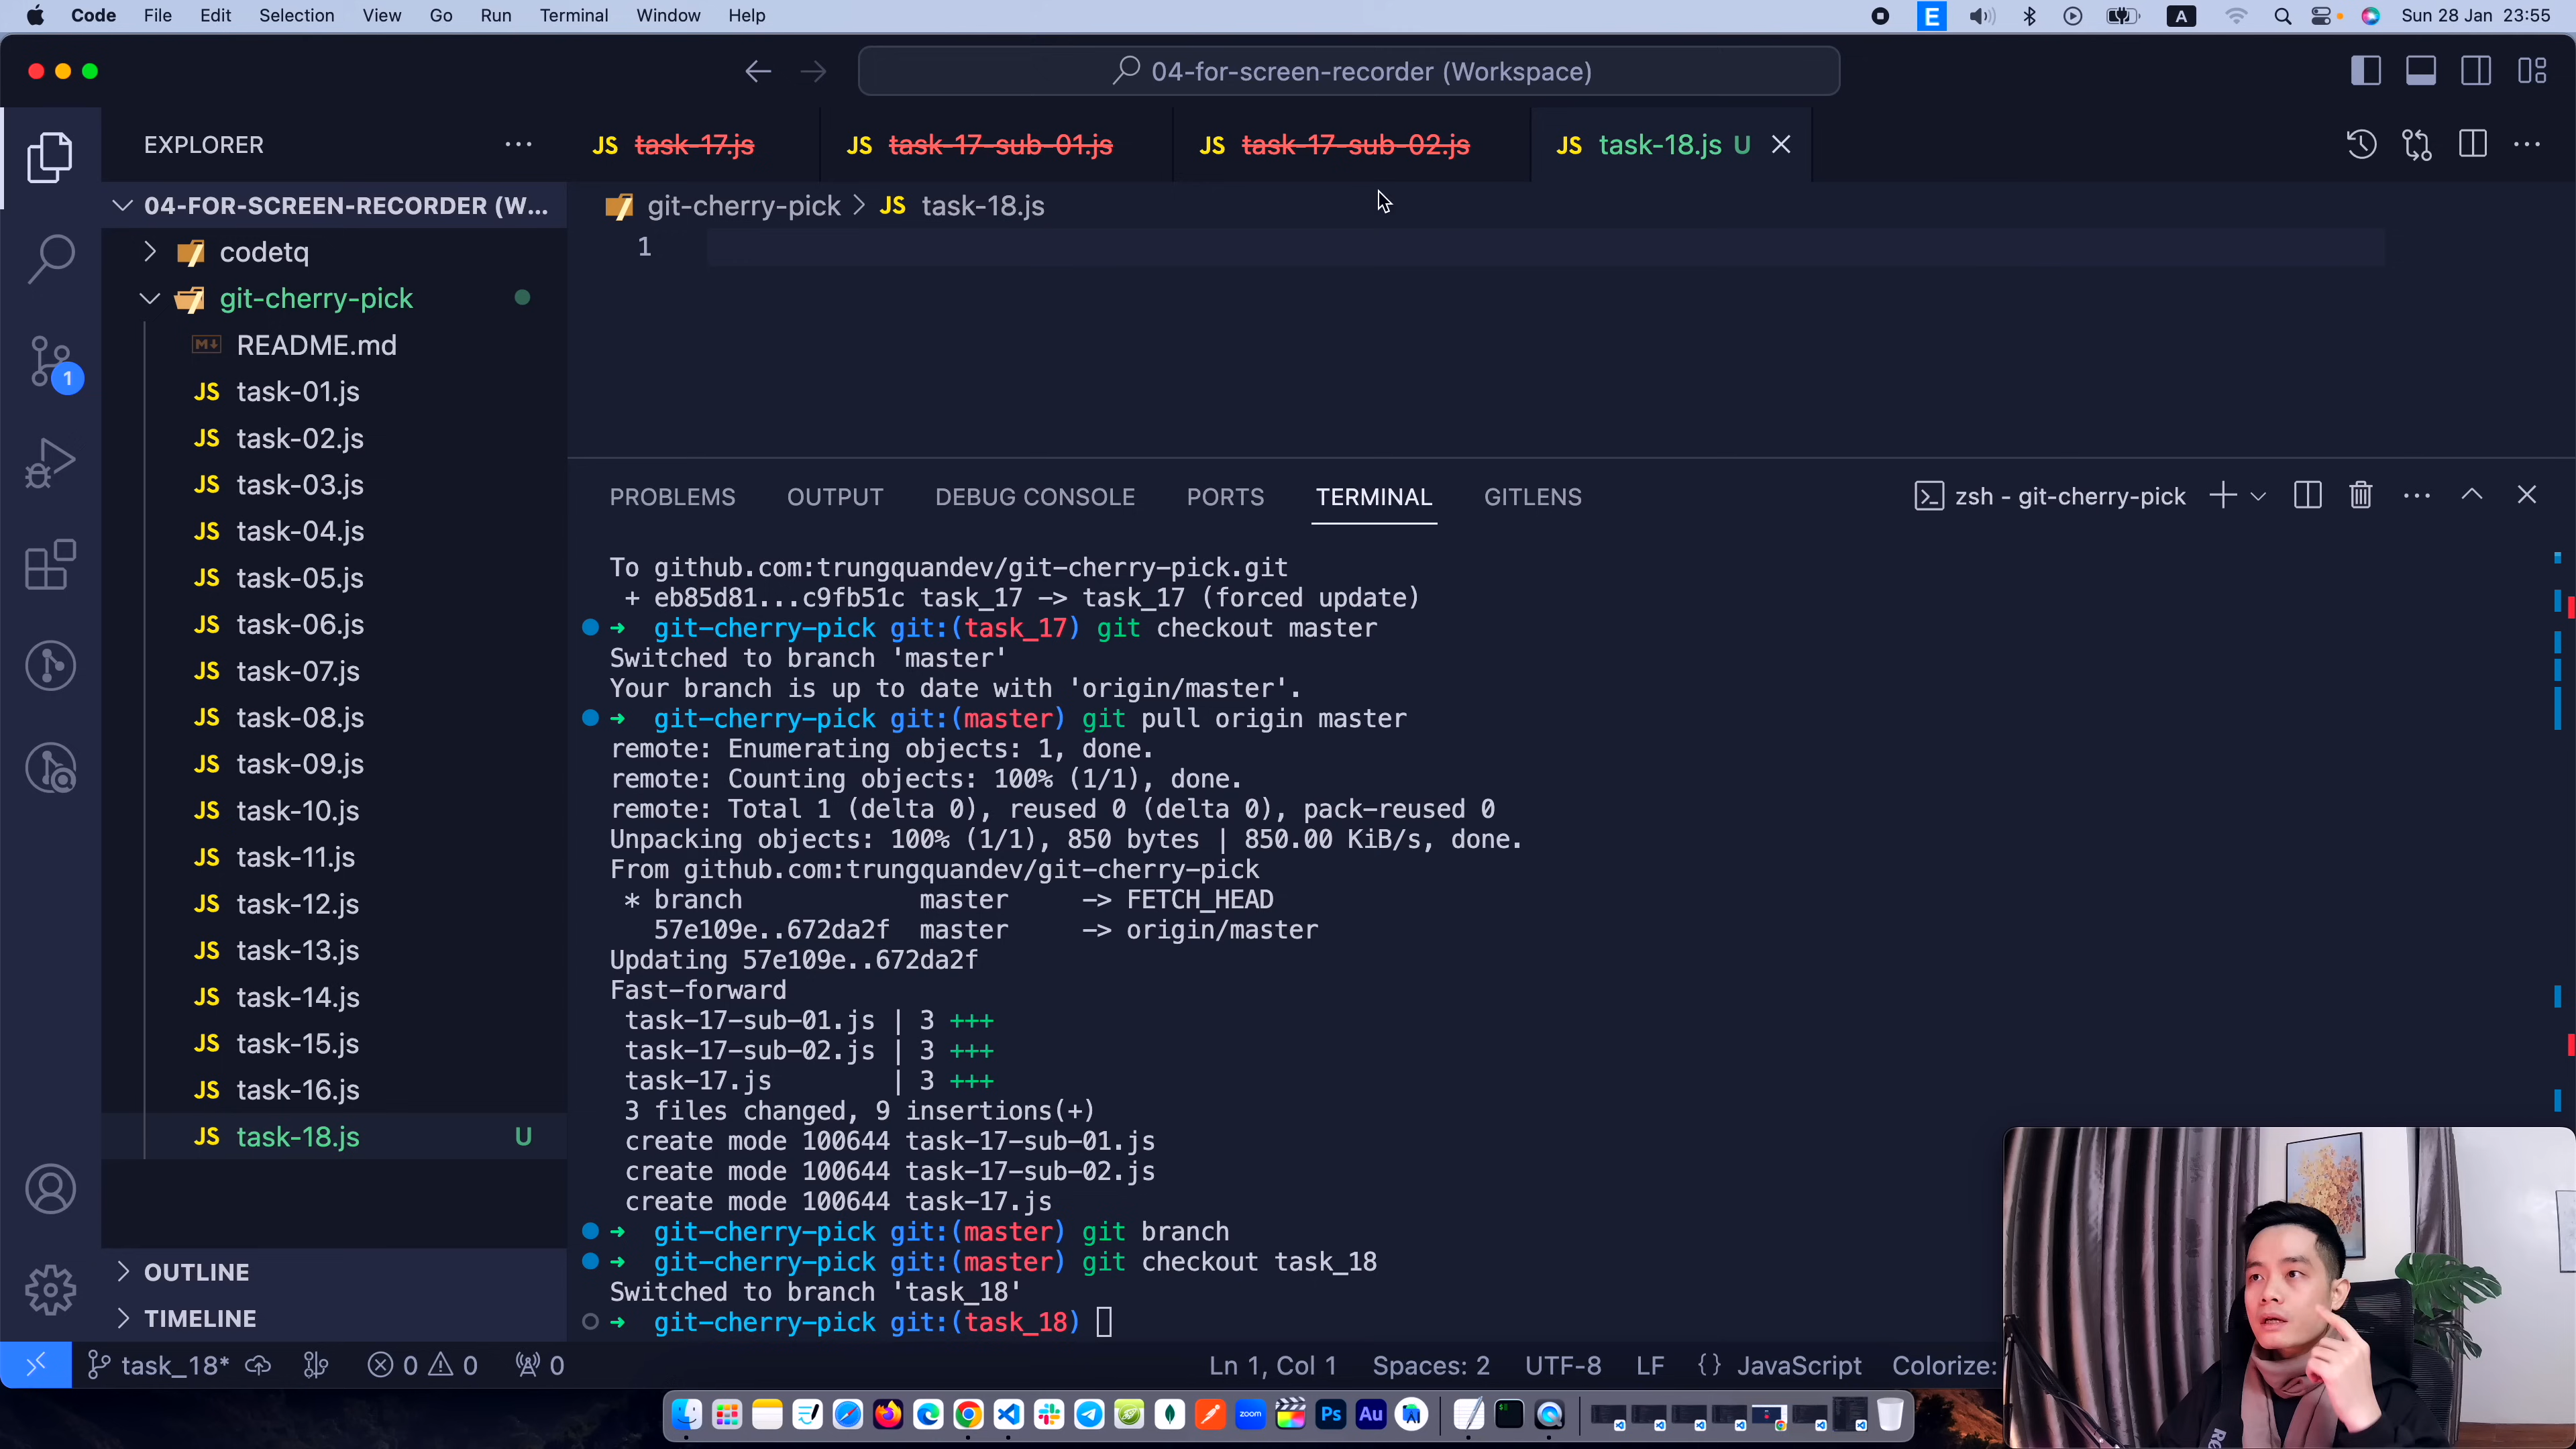 Code File Edit Selection View Go Run Terminal Window Help
E A Sun 28 Jan 23:55
04-for-screen-recorder (Workspace)
EXPLORER
JS task-17.js JS task-17-sub-01.js JS task-17-sub-02.js JS task-18.js U
04-FOR-SCREEN-RECORDER (W...
git-cherry-pick > JS task-18.js
1
codetq
git-cherry-pick
README.md
JS task-01.js
JS task-02.js
JS task-03.js
JS task-04.js
JS task-05.js
JS task-06.js
JS task-07.js
JS task-08.js
JS task-09.js
JS task-10.js
JS task-11.js
JS task-12.js
JS task-13.js
JS task-14.js
JS task-15.js
JS task-16.js
JS task-18.js U
OUTLINE
TIMELINE
1
PROBLEMS OUTPUT DEBUG CONSOLE PORTS TERMINAL GITLENS
zsh - git-cherry-pick
To github.com:trungquandev/git-cherry-pick.git
+ eb85d81...c9fb51c task_17 -> task_17 (forced update)
➜ git-cherry-pick git:(task_17) git checkout master
Switched to branch 'master'
Your branch is up to date with 'origin/master'.
➜ git-cherry-pick git:(master) git pull origin master
remote: Enumerating objects: 1, done.
remote: Counting objects: 100% (1/1), done.
remote: Total 1 (delta 0), reused 0 (delta 0), pack-reused 0
Unpacking objects: 100% (1/1), 850 bytes | 850.00 KiB/s, done.
From github.com:trungquandev/git-cherry-pick
* branch master -> FETCH_HEAD
57e109e..672da2f master -> origin/master
Updating 57e109e..672da2f
Fast-forward
task-17-sub-01.js | 3 +++
task-17-sub-02.js | 3 +++
task-17.js | 3 +++
3 files changed, 9 insertions(+)
create mode 100644 task-17-sub-01.js
create mode 100644 task-17-sub-02.js
create mode 100644 task-17.js
➜ git-cherry-pick git:(master) git branch
➜ git-cherry-pick git:(master) git checkout task_18
Switched to branch 'task_18'
➜ git-cherry-pick git:(task_18)
task_18* 0 0 0 Ln 1, Col 1 Spaces: 2 UTF-8 LF {} JavaScript Colorize:
zoom Ps Au